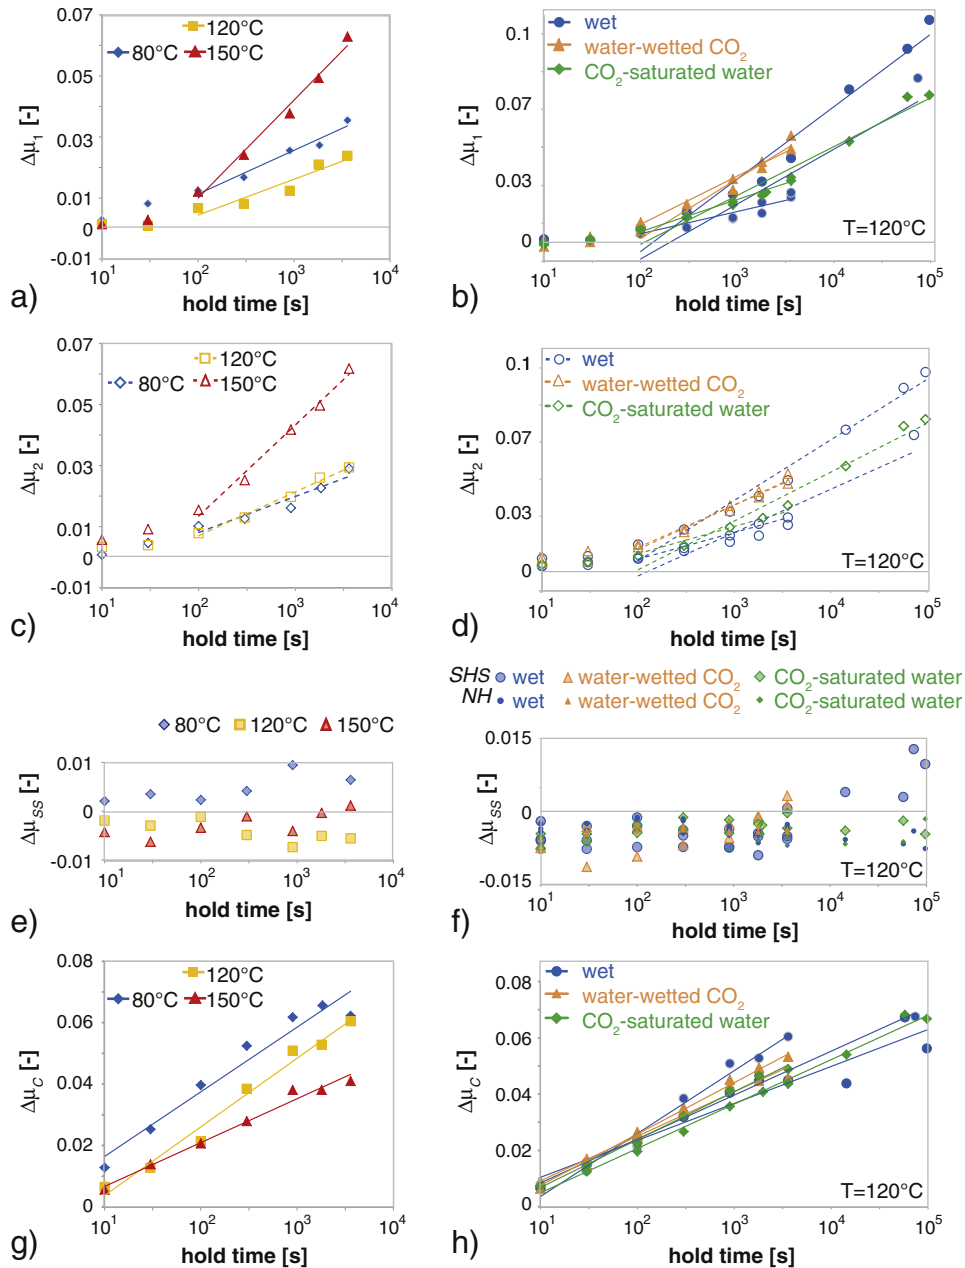 0.07
0.05
0.03
0.01
-0.01
Δμ₁ [-]
120°C
80°C 150°C
10¹ 10² 10³ 10⁴
hold time [s]
a)
0.1
0.07
0.03
0
Δμ₁ [-]
wet
water-wetted CO₂
CO₂-saturated water
T=120°C
10¹ 10² 10³ 10⁴ 10⁵
hold time [s]
b)
0.07
0.05
0.03
0.01
-0.01
Δμ₂ [-]
120°C
80°C 150°C
10¹ 10² 10³ 10⁴
hold time [s]
c)
0.1
0.07
0.03
0
Δμ₂ [-]
wet
water-wetted CO₂
CO₂-saturated water
T=120°C
10¹ 10² 10³ 10⁴ 10⁵
hold time [s]
d)
80°C 120°C 150°C
0.01
0
-0.01
ΔμSS [-]
10¹ 10² 10³ 10⁴
hold time [s]
e)
SHS wet water-wetted CO₂ CO₂-saturated water
NH wet water-wetted CO₂ CO₂-saturated water
0.015
0
-0.015
ΔμSS [-]
T=120°C
10¹ 10² 10³ 10⁴ 10⁵
hold time [s]
f)
0.08
0.06
0.04
0.02
0
ΔμC [-]
120°C
80°C 150°C
10¹ 10² 10³ 10⁴
hold time [s]
g)
0.08
0.06
0.04
0.02
0
ΔμC [-]
wet
water-wetted CO₂
CO₂-saturated water
T=120°C
10¹ 10² 10³ 10⁴ 10⁵
hold time [s]
h)